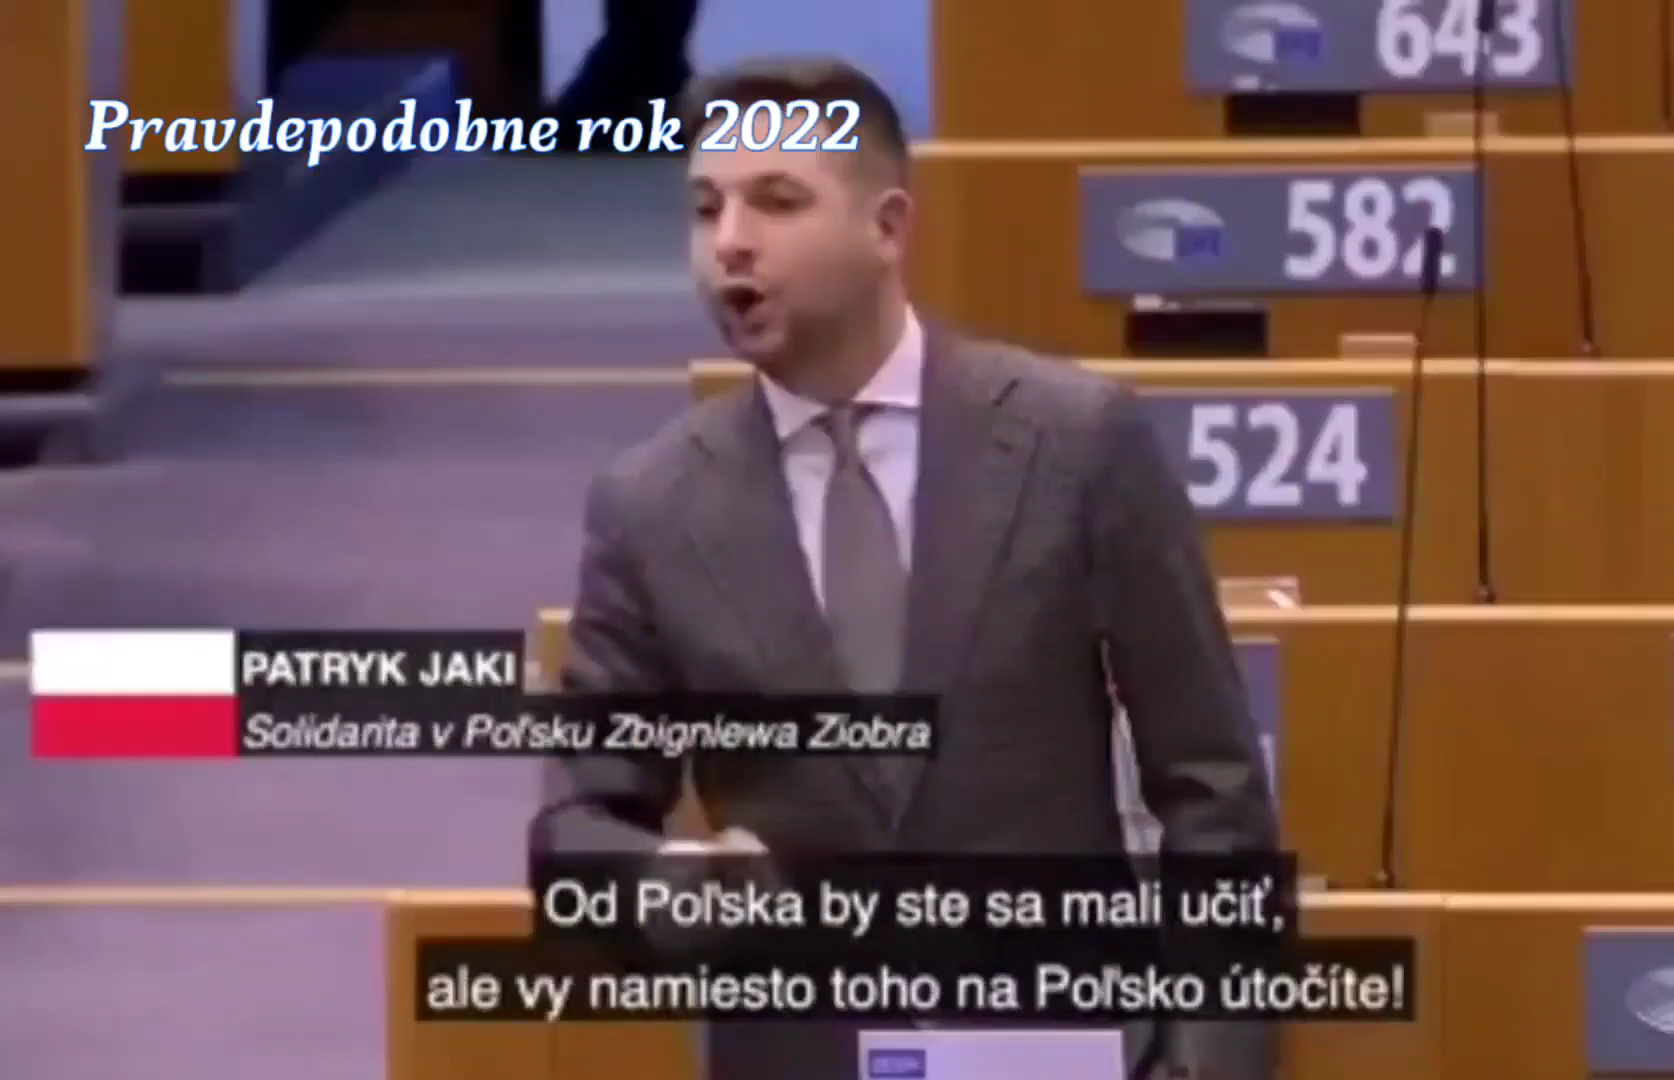 643
Pravdepodobne rok 2022
582
524
PATRYK JAKI
Solidarita v Poľsku Zbigniewa Ziobra
Od Poľska by ste sa mali učiť,
ale vy namiesto toho na Poľsko útočíte!